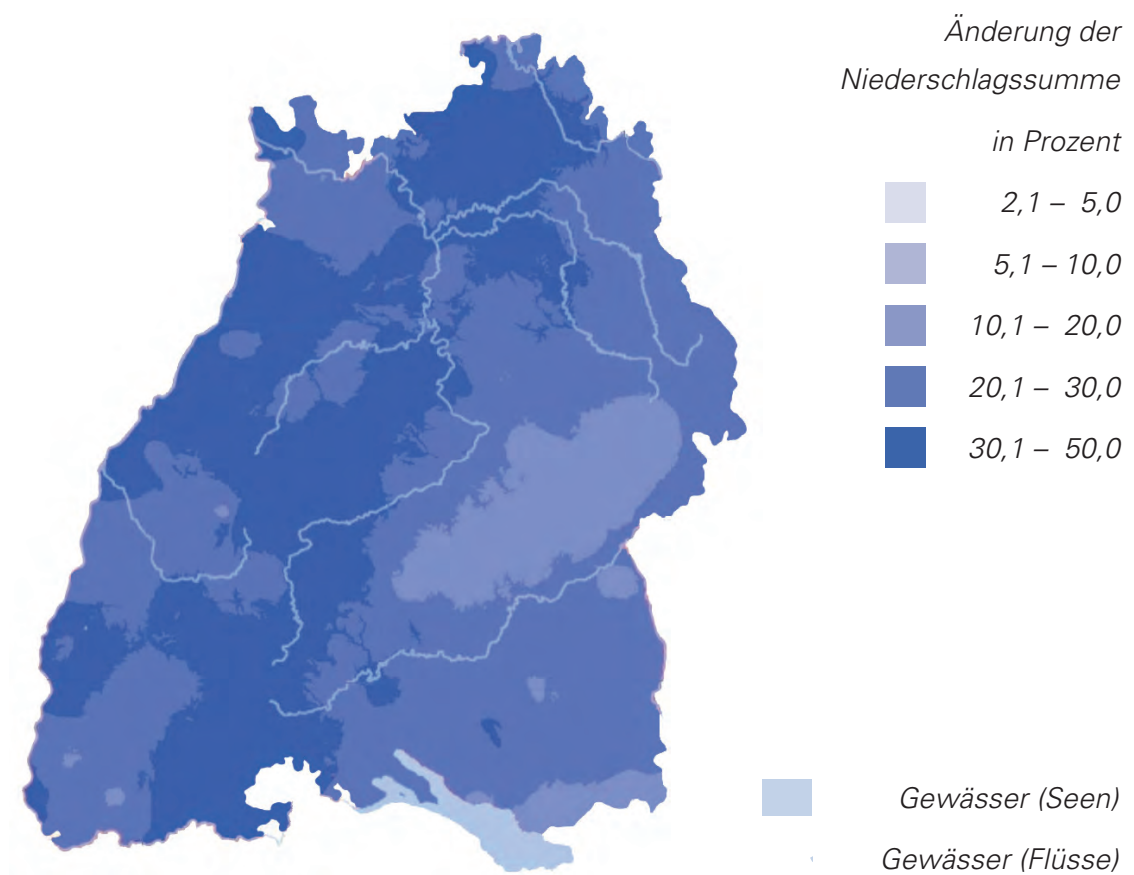 Änderung der
Niederschlagssumme
in Prozent
2,1 – 5,0
5,1 – 10,0
10,1 – 20,0
20,1 – 30,0
30,1 – 50,0
Gewässer (Seen)
Gewässer (Flüsse)